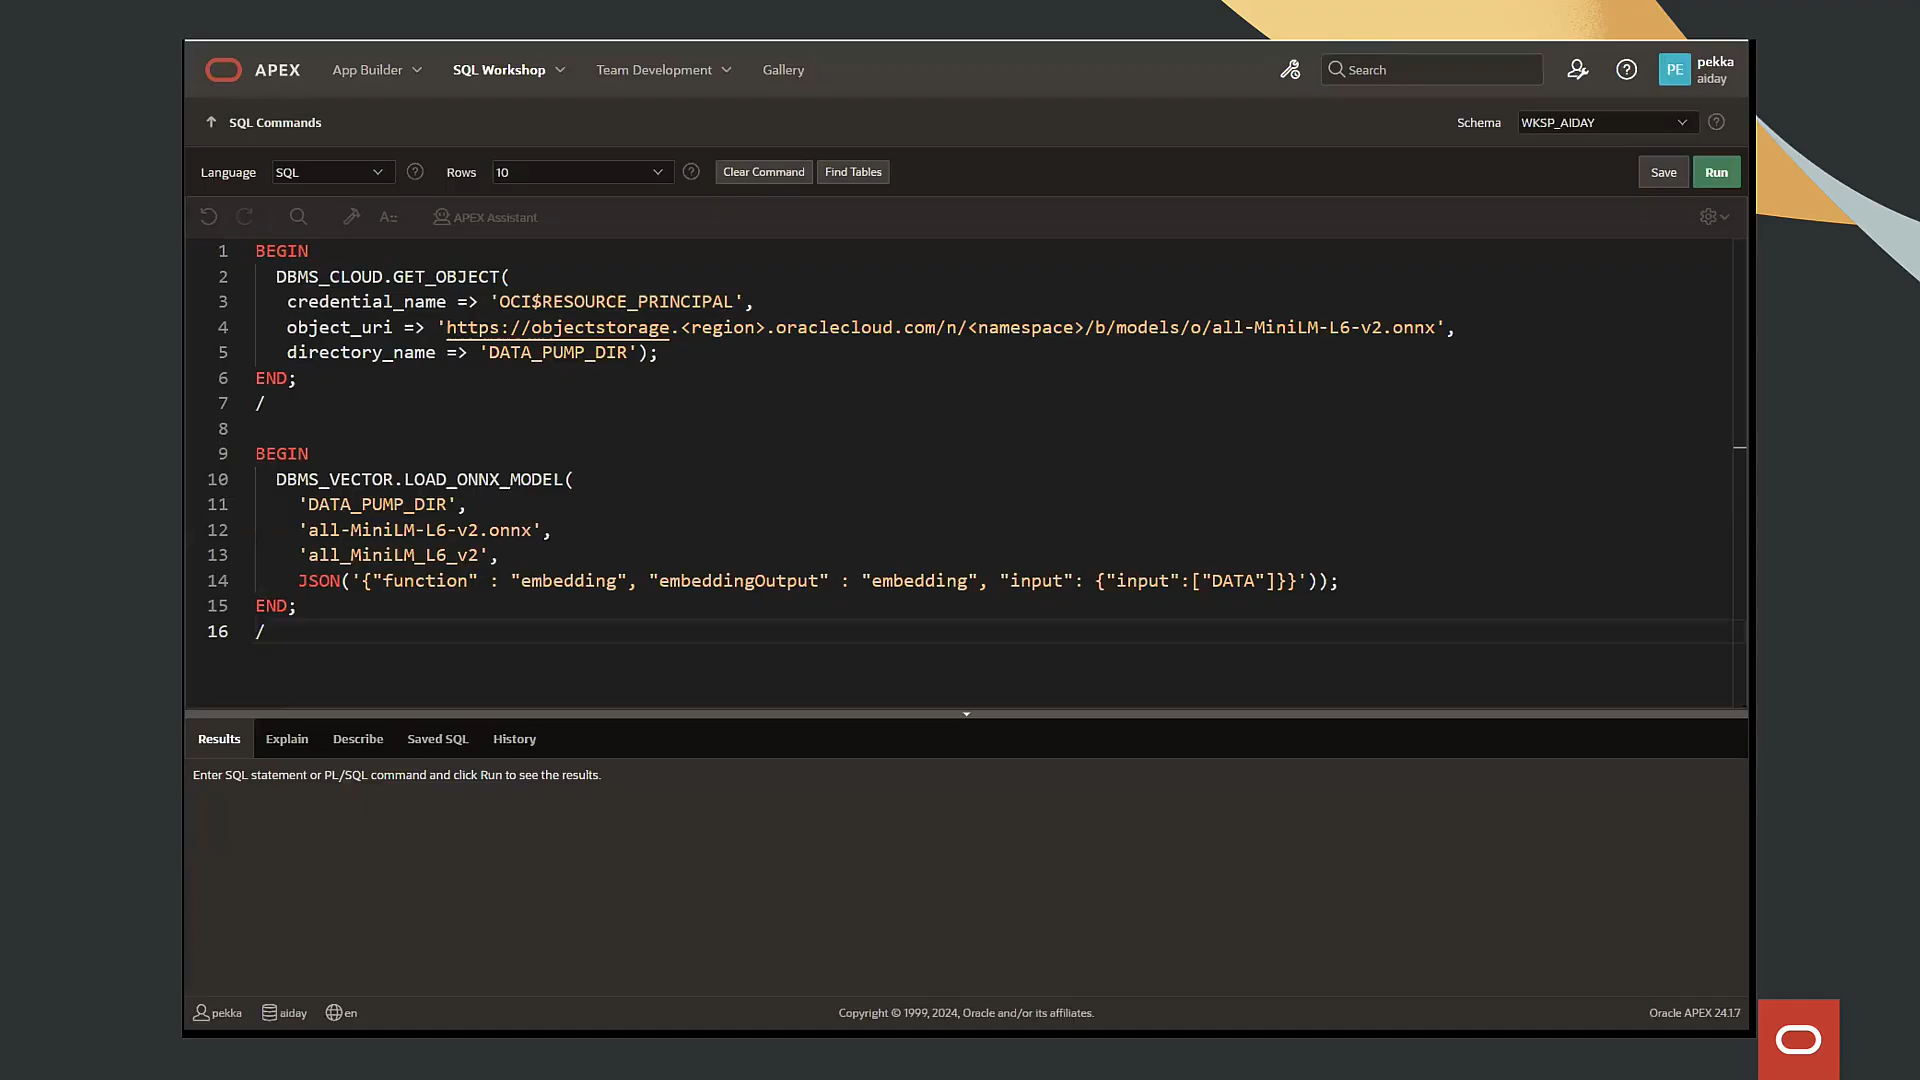 APEX App Builder SQL Workshop Team Development Gallery Search PE pekka
aiday
SQL Commands Schema WKSP_AIDAY
Language SQL Rows 10 Clear Command Find Tables Save Run
A:: APEX Assistant
1 BEGIN
2 DBMS_CLOUD.GET_OBJECT(
3 credential_name => 'OCI$RESOURCE_PRINCIPAL',
4 object_uri => 'https://objectstorage.<region>.oraclecloud.com/n/<namespace>/b/models/o/all-MiniLM-L6-v2.onnx',
5 directory_name => 'DATA_PUMP_DIR');
6 END;
7 /
8
9 BEGIN
10 DBMS_VECTOR.LOAD_ONNX_MODEL(
11 'DATA_PUMP_DIR',
12 'all-MiniLM-L6-v2.onnx',
13 'all_MiniLM_L6_v2',
14 JSON('{"function" : "embedding", "embeddingOutput" : "embedding", "input": {"input":["DATA"]}}'));
15 END;
16 /
Results Explain Describe Saved SQL History
Enter SQL statement or PL/SQL command and click Run to see the results.
pekka aiday en Copyright © 1999, 2024, Oracle and/or its affiliates. Oracle APEX 24.1.7